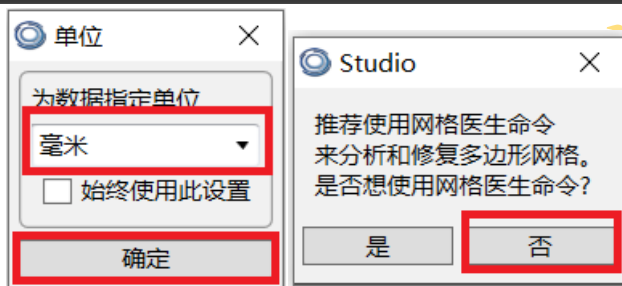 单位
为数据指定单位
毫米
始终使用此设置
确定
Studio
推荐使用网格医生命令
来分析和修复多边形网格。
是否想使用网格医生命令?
是
否